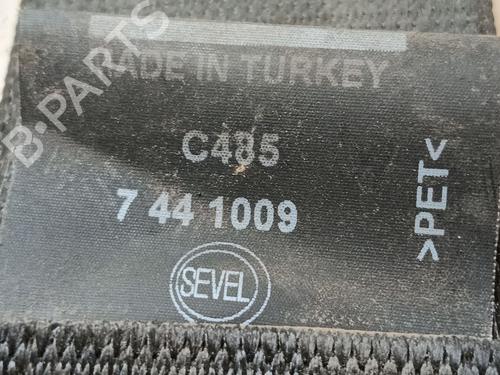 B-PARTS
MADE IN TURKEY
C485
7 44 1009
>PET<
SEVEL